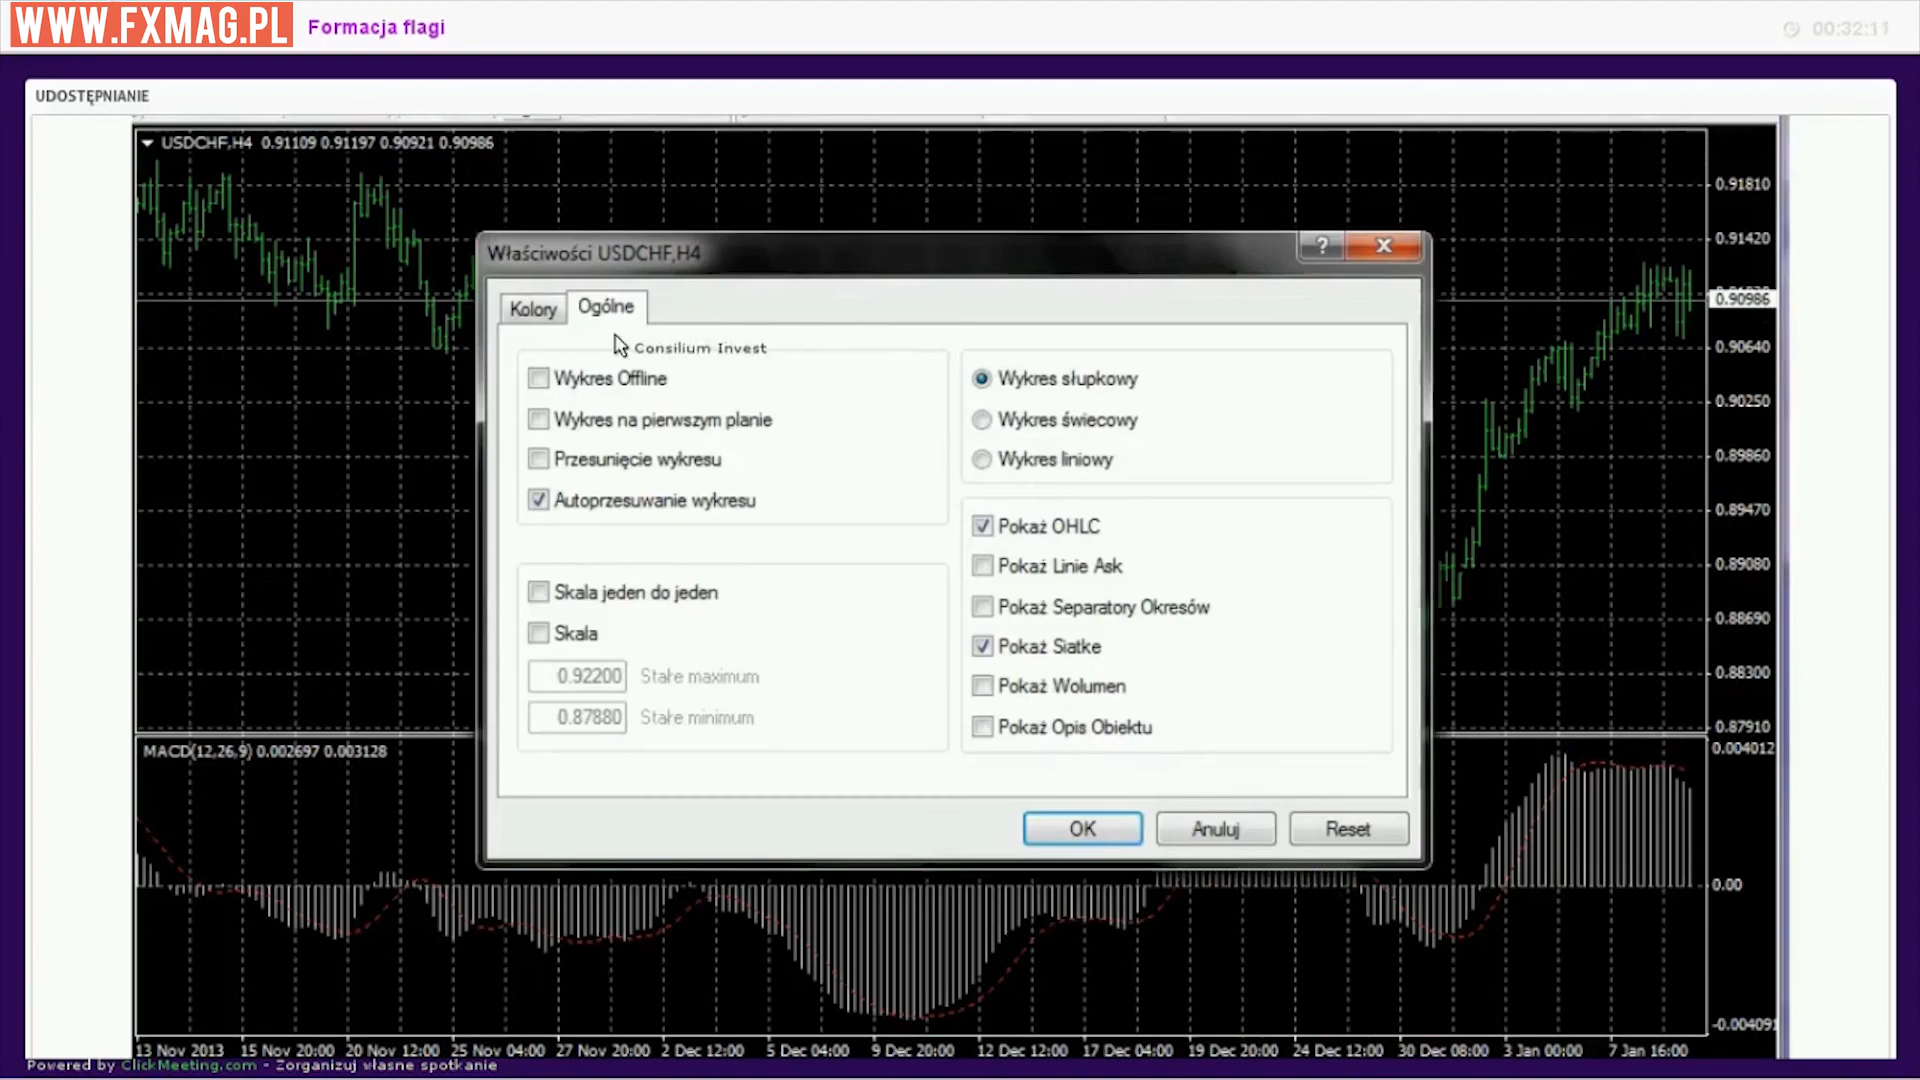 WWW.FXMAG.PL
Formacja flagi
00:32:11
UDOSTĘPNIANIE
USDCHF,H4 0.91109 0.91197 0.90921 0.90986
0.91810
0.91420
0.90986
0.90640
0.90250
0.89860
0.89470
0.89080
0.88690
0.88300
0.87910
Właściwości USDCHF,H4
?
X
Kolory
Ogólne
Consilium Invest
Wykres Offline
Wykres na pierwszym planie
Przesunięcie wykresu
Autoprzesuwanie wykresu
Skala jeden do jeden
Skala
0.92200 Stałe maximum
0.87880 Stałe minimum
Wykres słupkowy
Wykres świecowy
Wykres liniowy
Pokaż OHLC
Pokaż Linie Ask
Pokaż Separatory Okresów
Pokaż Siatke
Pokaż Wolumen
Pokaż Opis Obiektu
OK
Anuluj
Reset
MACD(12,26,9) 0.002697 0.003128
0.004012
0.00
-0.004091
13 Nov 2013 15 Nov 20:00 20 Nov 12:00 25 Nov 04:00 27 Nov 20:00 2 Dec 12:00 5 Dec 04:00 9 Dec 20:00 12 Dec 12:00 17 Dec 04:00 19 Dec 20:00 24 Dec 12:00 30 Dec 08:00 3 Jan 00:00 7 Jan 16:00
Powered by ClickMeeting.com - Zorganizuj własne spotkanie